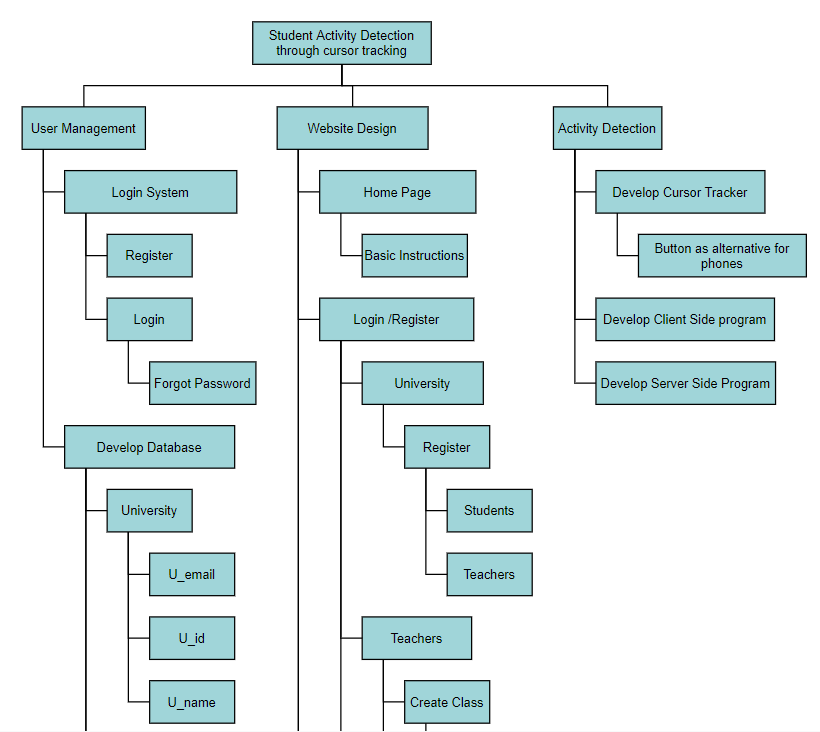 Student Activity Detection
through cursor tracking
User Management
Website Design
Activity Detection
Login System
Home Page
Develop Cursor Tracker
Register
Basic Instructions
Button as alternative for
phones
Login
Login /Register
Develop Client Side program
Forgot Password
University
Develop Server Side Program
Develop Database
Register
University
Students
U_email
Teachers
U_id
Teachers
U_name
Create Class